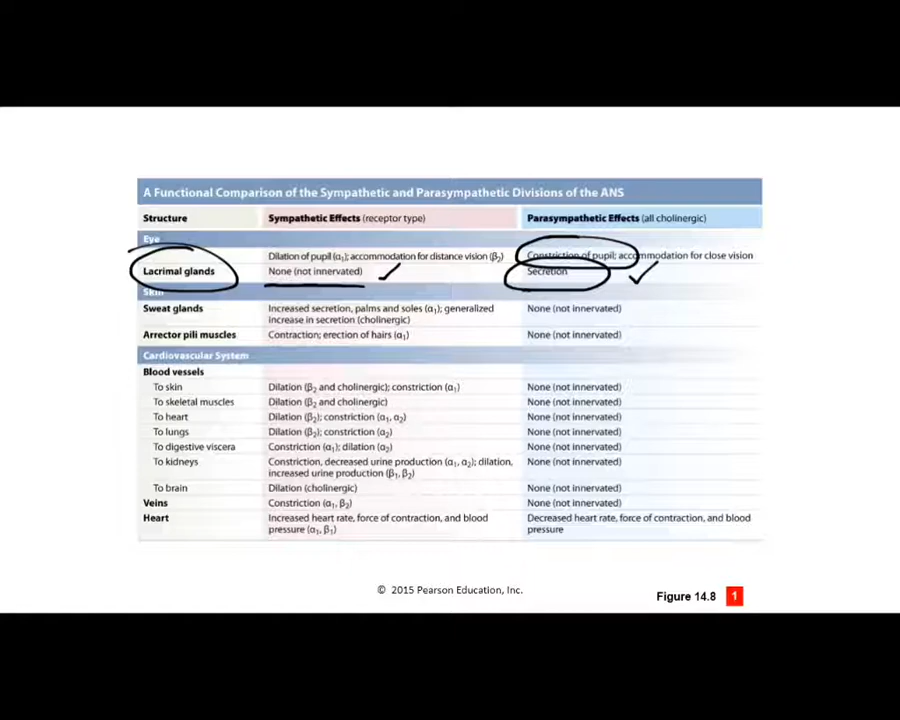 A Functional Comparison of the Sympathetic and Parasympathetic Divisions of the ANS
Structure Sympathetic Effects (receptor type) Parasympathetic Effects (all cholinergic)
Eye
Dilation of pupil (α1); accommodation for distance vision (β2) Constriction of pupil; accommodation for close vision
Lacrimal glands None (not innervated) Secretion
Skin
Sweat glands Increased secretion, palms and soles (α1); generalized None (not innervated)
increase in secretion (cholinergic)
Arrector pili muscles Contraction; erection of hairs (α1) None (not innervated)
Cardiovascular System
Blood vessels
To skin Dilation (β2 and cholinergic); constriction (α1) None (not innervated)
To skeletal muscles Dilation (β2 and cholinergic) None (not innervated)
To heart Dilation (β2); constriction (α1, α2) None (not innervated)
To lungs Dilation (β2); constriction (α2) None (not innervated)
To digestive viscera Constriction (α1); dilation (α2) None (not innervated)
To kidneys Constriction, decreased urine production (α1, α2); dilation, None (not innervated)
increased urine production (β1, β2)
To brain Dilation (cholinergic) None (not innervated)
Veins Constriction (α1, β2) None (not innervated)
Heart Increased heart rate, force of contraction, and blood Decreased heart rate, force of contraction, and blood
pressure (α1, β1) pressure
© 2015 Pearson Education, Inc.
Figure 14.8 1